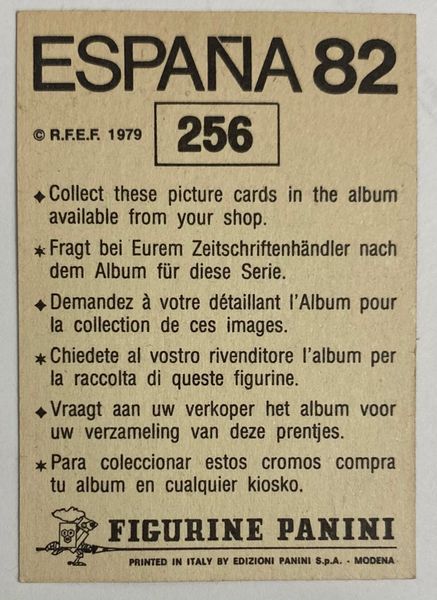 ESPAÑA 82
© R.F.E.F. 1979 256
◆ Collect these picture cards in the album
available from your shop.
✶ Fragt bei Eurem Zeitschriftenhändler nach
dem Album für diese Serie.
◆ Demandez à votre détaillant l'Album pour
la collection de ces images.
✶ Chiedete al vostro rivenditore l'album per
la raccolta di queste figurine.
◆ Vraagt aan uw verkoper het album voor
uw verzameling van deze prentjes.
✶ Para coleccionar estos cromos compra
tu album en cualquier kiosko.
FIGURINE PANINI
PRINTED IN ITALY BY EDIZIONI PANINI S.p.A. - MODENA